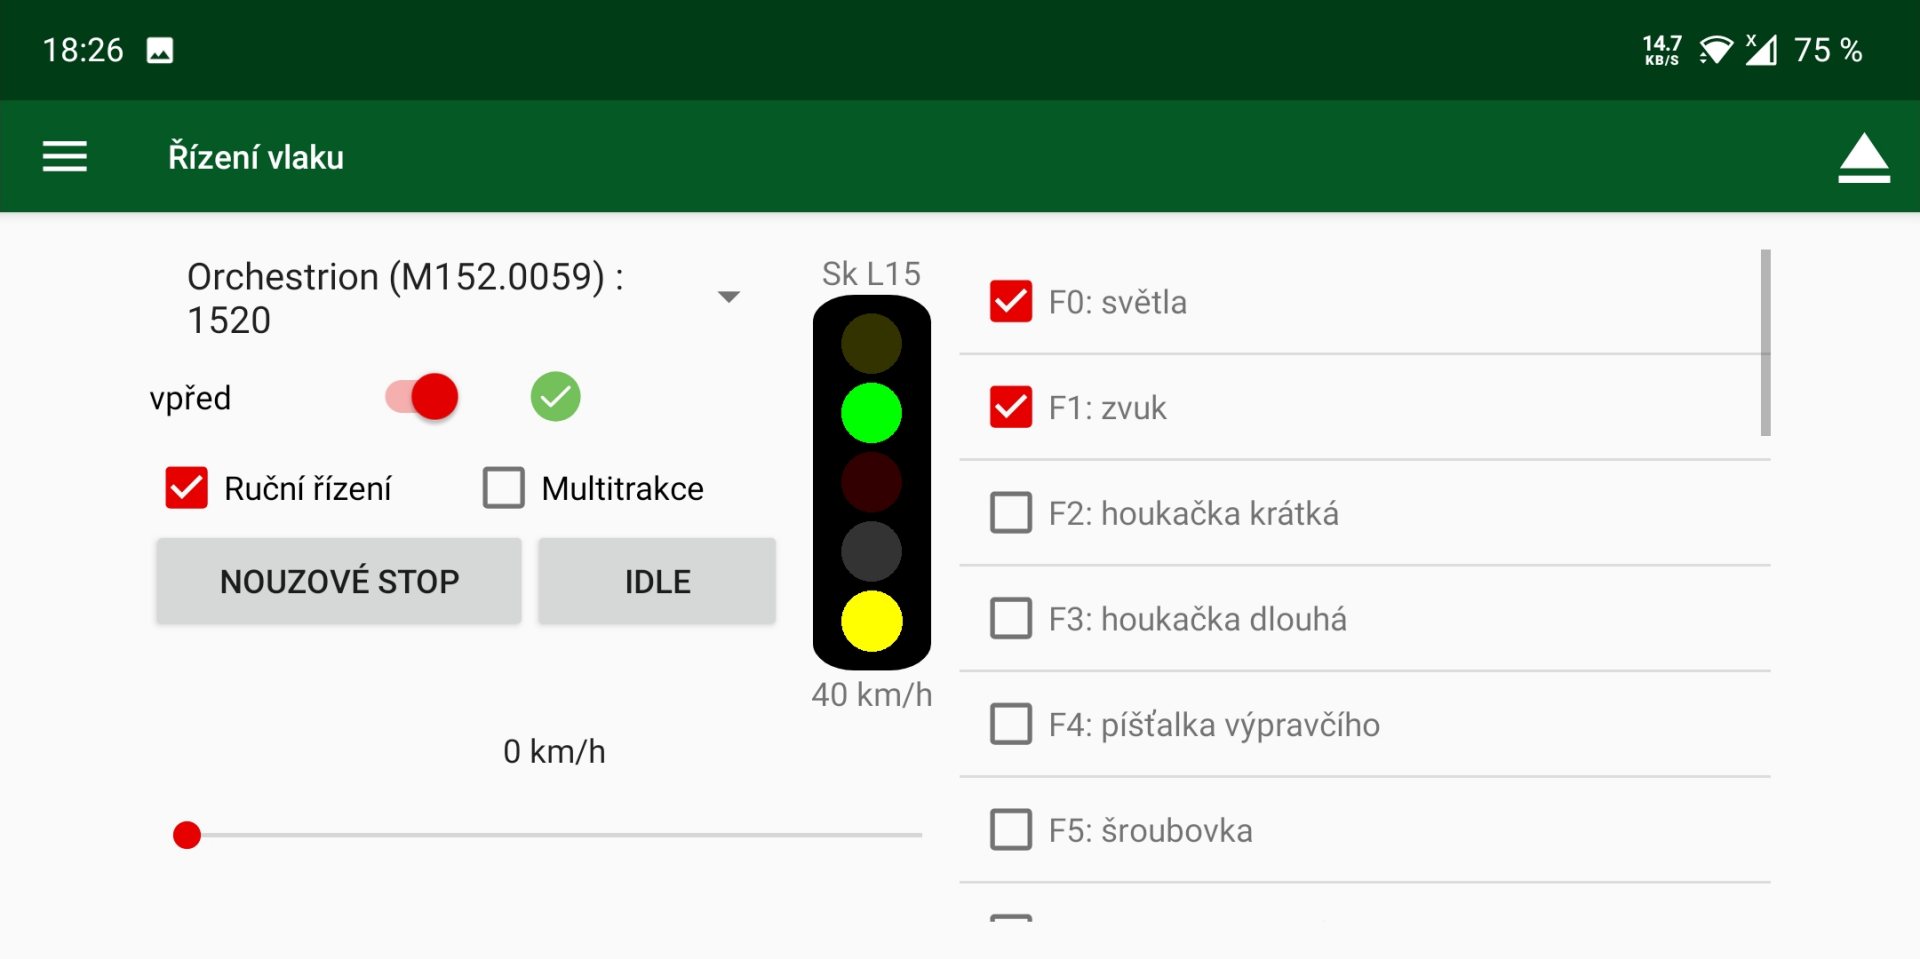 18:26
14.7
KB/S
X
75 %
Řízení vlaku
Orchestrion (M152.0059) :
1520
vpřed
Ruční řízení
Multitrakce
NOUZOVÉ STOP
IDLE
0 km/h
Sk L15
40 km/h
F0: světla
F1: zvuk
F2: houkačka krátká
F3: houkačka dlouhá
F4: píšťalka výpravčího
F5: šroubovka